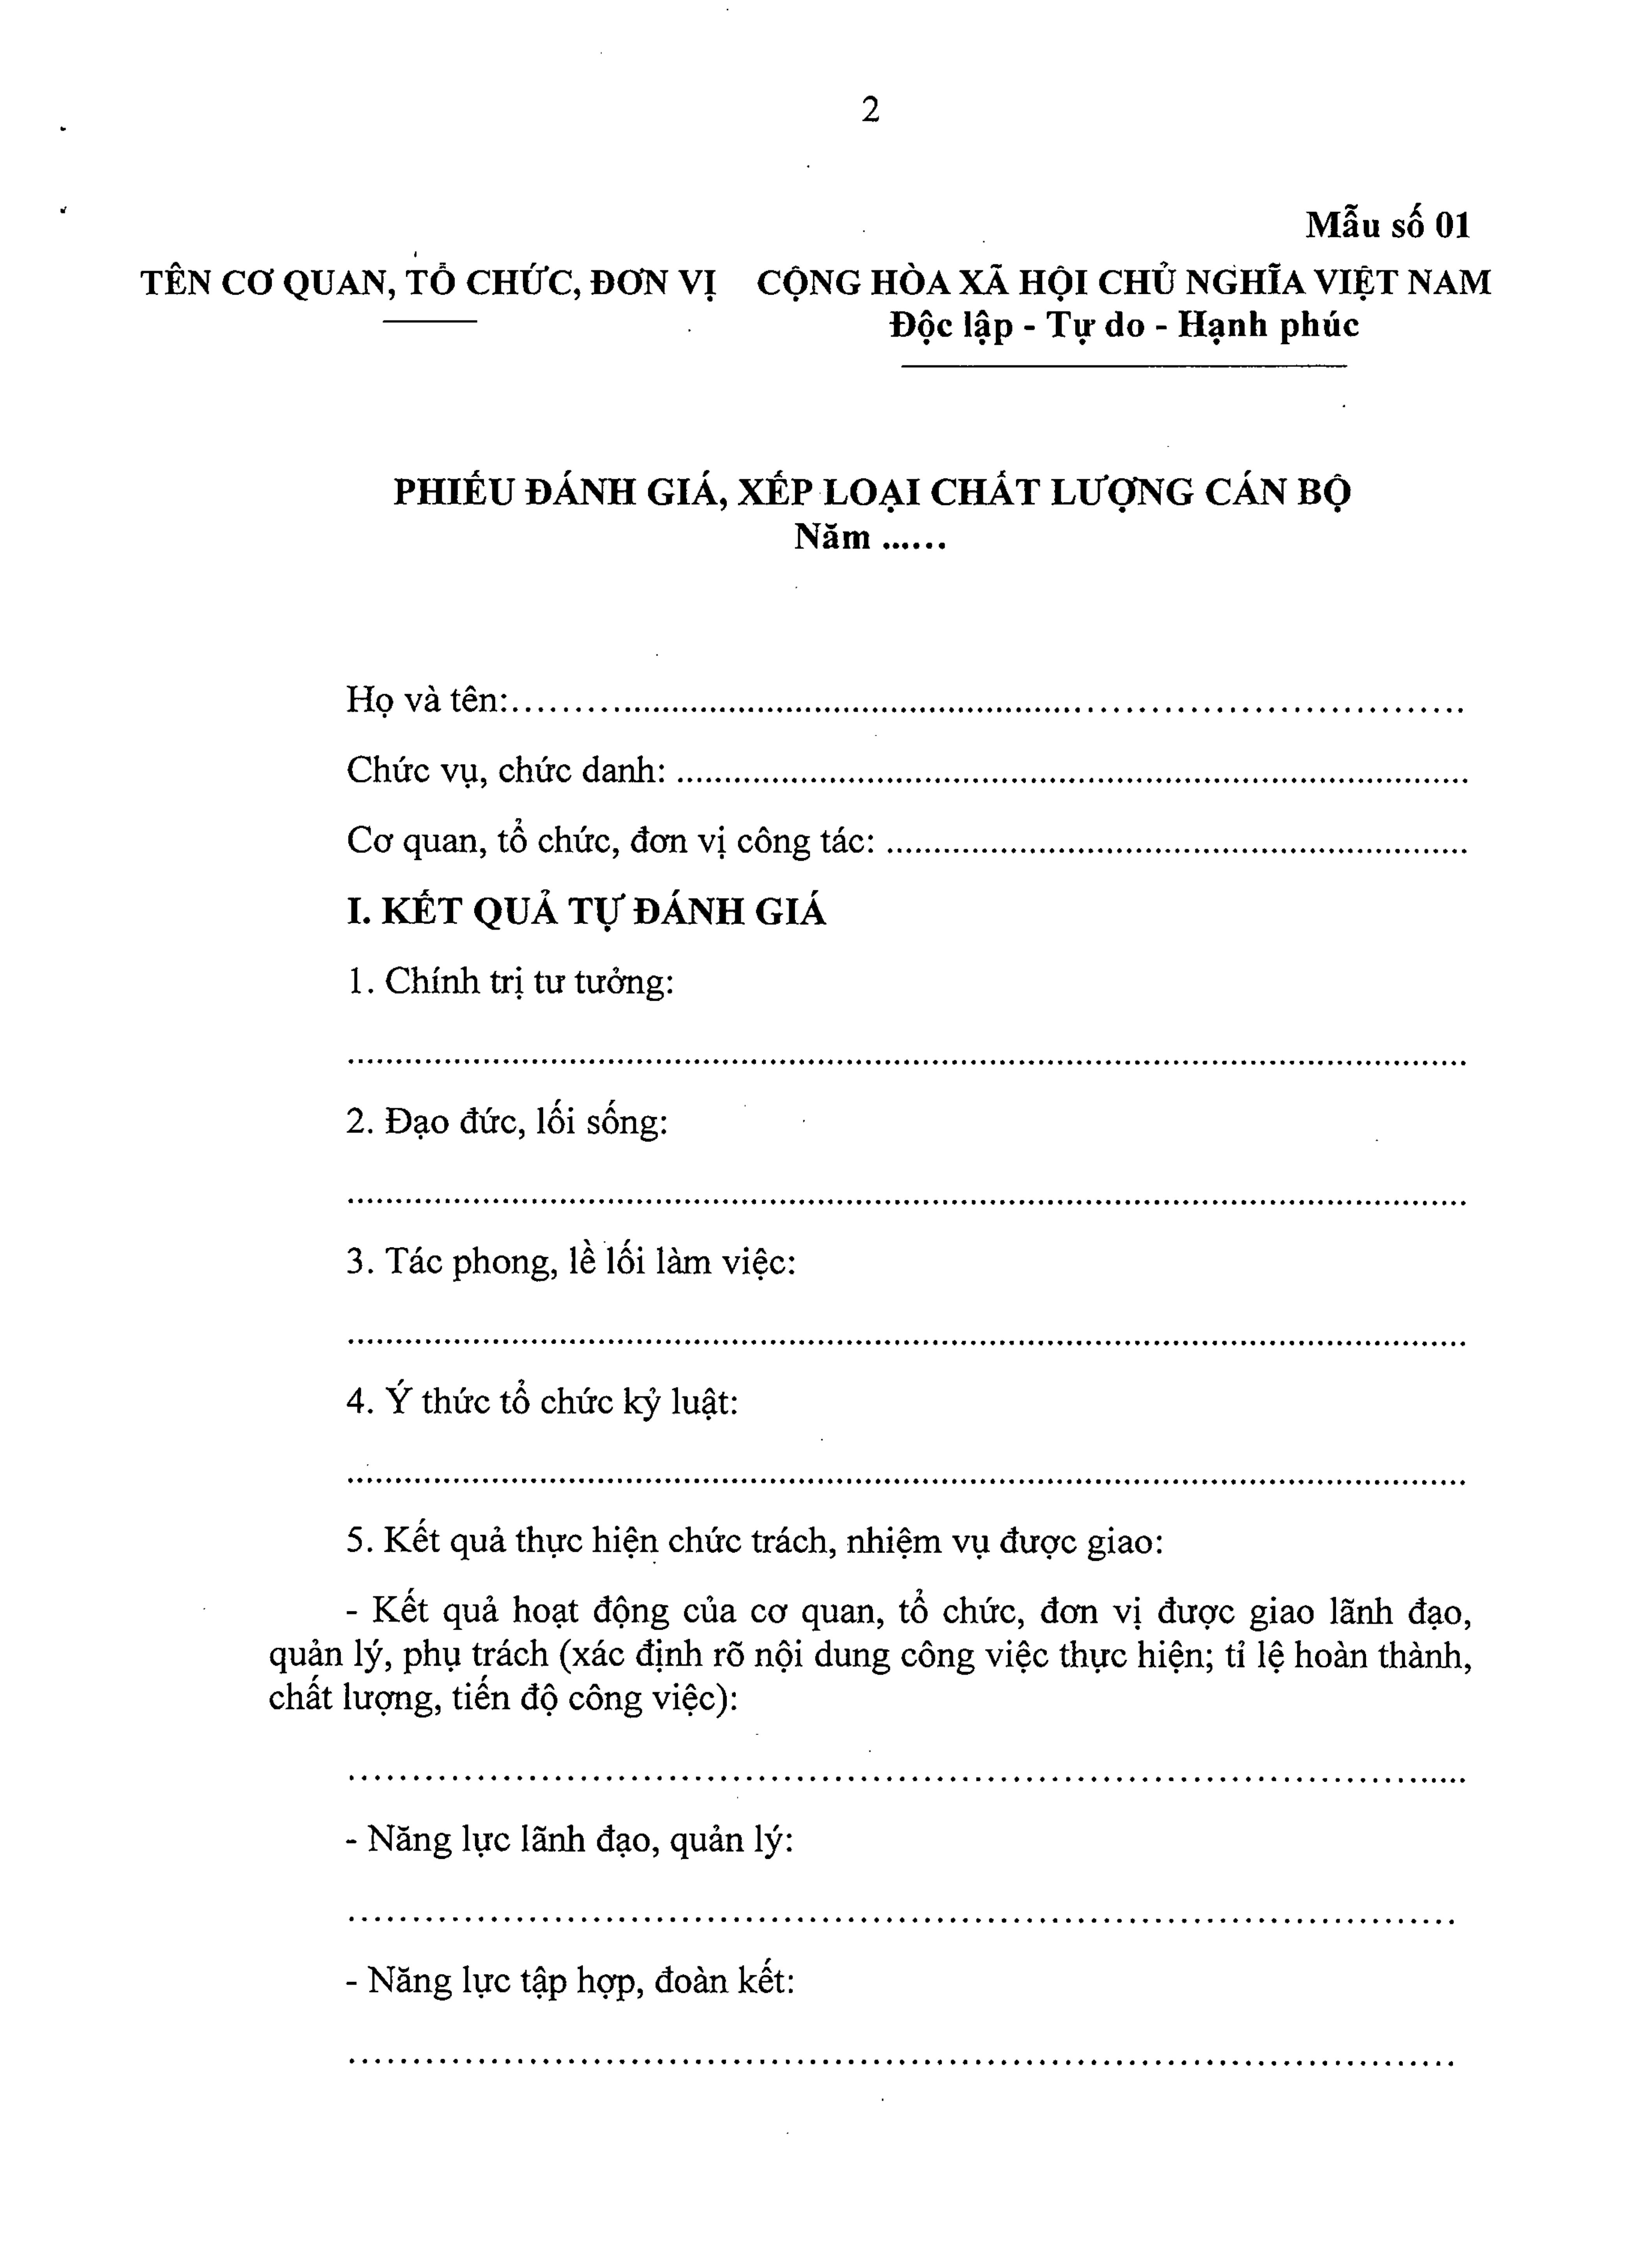 2
Mẫu số 01
TÊN CƠ QUAN, TỔ CHỨC, ĐƠN VỊ CỘNG HÒA XÃ HỘI CHỦ NGHĨA VIỆT NAM
Độc lập - Tự do - Hạnh phúc
PHIẾU ĐÁNH GIÁ, XẾP LOẠI CHẤT LƯỢNG CÁN BỘ
Năm ......
Họ và tên:..........................................................................
Chức vụ, chức danh: ..........................................................................
Cơ quan, tổ chức, đơn vị công tác: ..........................................................................
I. KẾT QUẢ TỰ ĐÁNH GIÁ
1. Chính trị tư tưởng:
..........................................................................
2. Đạo đức, lối sống:
..........................................................................
3. Tác phong, lề lối làm việc:
..........................................................................
4. Ý thức tổ chức kỷ luật:
..........................................................................
5. Kết quả thực hiện chức trách, nhiệm vụ được giao:
- Kết quả hoạt động của cơ quan, tổ chức, đơn vị được giao lãnh đạo,
quản lý, phụ trách (xác định rõ nội dung công việc thực hiện; tỉ lệ hoàn thành,
chất lượng, tiến độ công việc):
..........................................................................
- Năng lực lãnh đạo, quản lý:
..........................................................................
- Năng lực tập hợp, đoàn kết:
..........................................................................